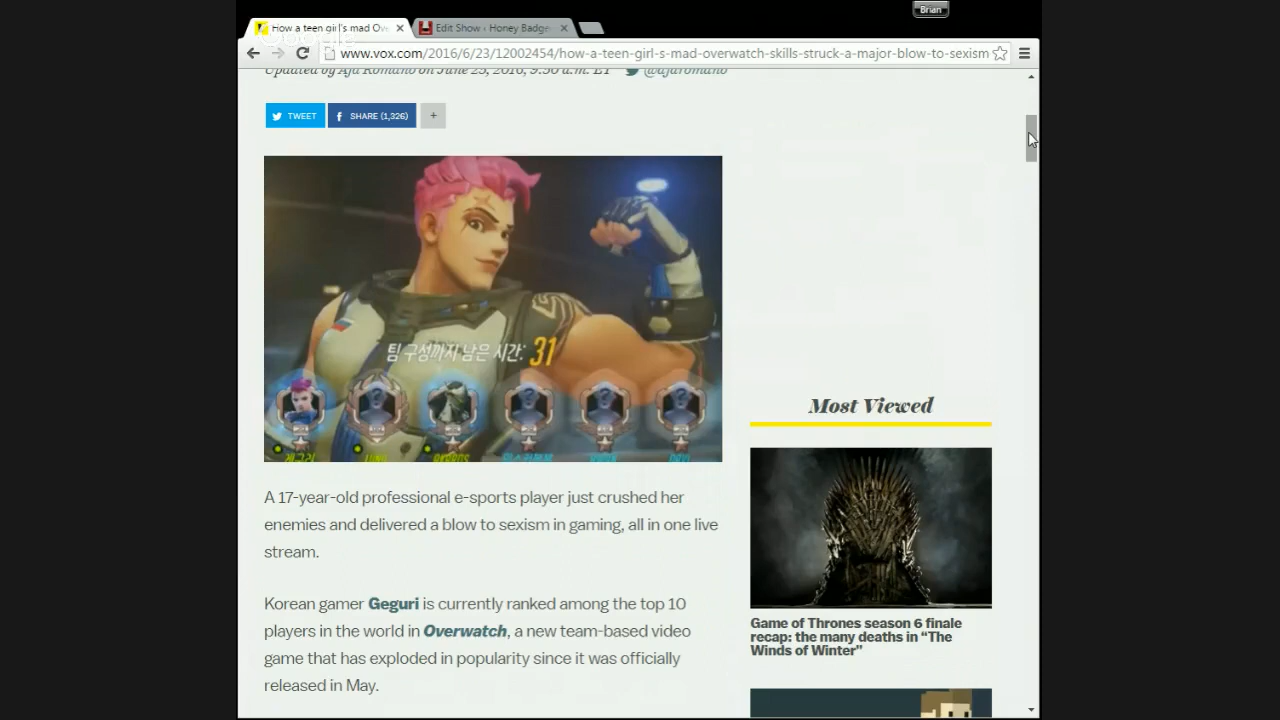 Brian
How a teen girl's mad Ov
Edit Show ‹ Honey Badge
Google
www.vox.com/2016/6/23/12002454/how-a-teen-girl-s-mad-overwatch-skills-struck-a-major-blow-to-sexism
Updated by Aja Romano on June 23, 2016, 9:30 a.m. ET @ajaromano
TWEET
SHARE (1,326)
+
팀 구성까지 남은 시간: 31
Most Viewed
A 17-year-old professional e-sports player just crushed her
enemies and delivered a blow to sexism in gaming, all in one live
stream.
Korean gamer Geguri is currently ranked among the top 10
players in the world in Overwatch, a new team-based video
game that has exploded in popularity since it was officially
released in May.
Game of Thrones season 6 finale
recap: the many deaths in “The
Winds of Winter”